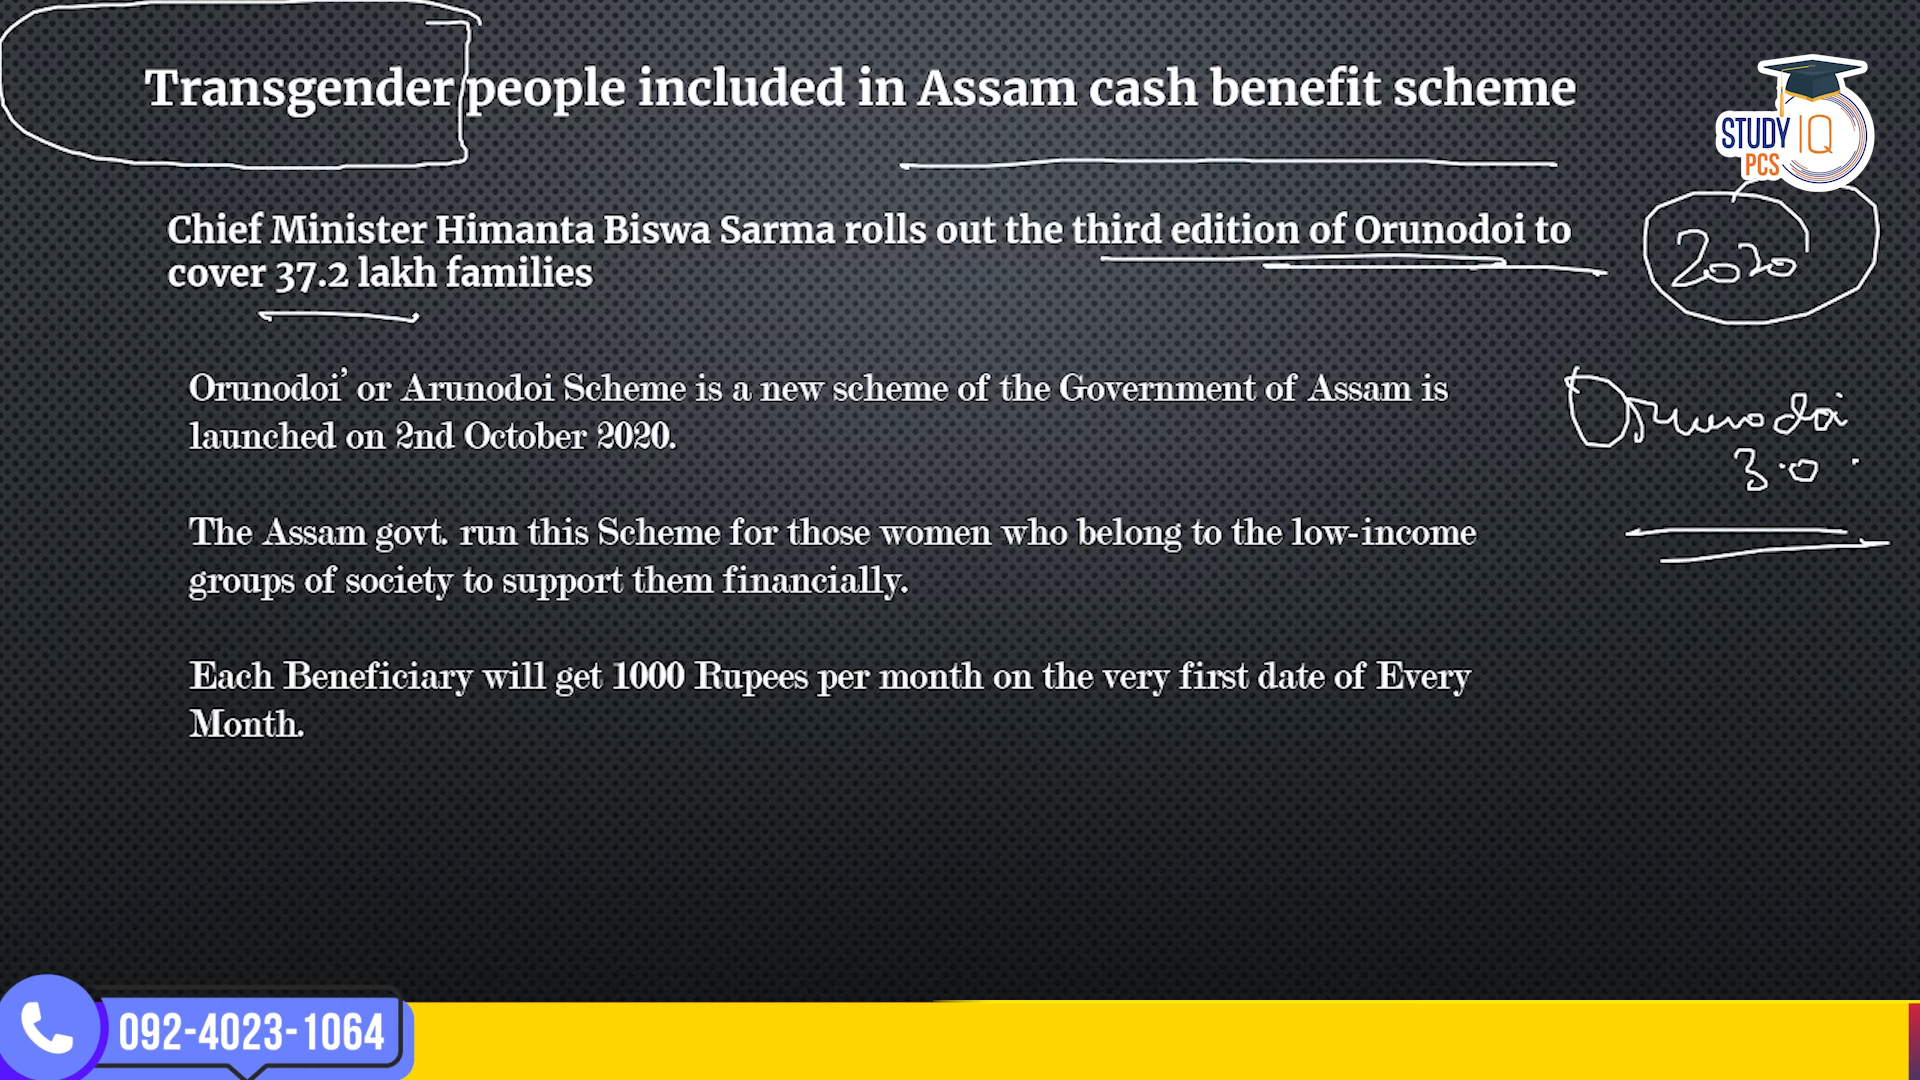 Transgender people included in Assam cash benefit scheme
STUDY IQ
PCS
Chief Minister Himanta Biswa Sarma rolls out the third edition of Orunodoi to
cover 37.2 lakh families
2020
Orunodoi' or Arunodoi Scheme is a new scheme of the Government of Assam is
launched on 2nd October 2020.
Orunodoi
3.0
The Assam govt. run this Scheme for those women who belong to the low-income
groups of society to support them financially.
Each Beneficiary will get 1000 Rupees per month on the very first date of Every
Month.
092-4023-1064